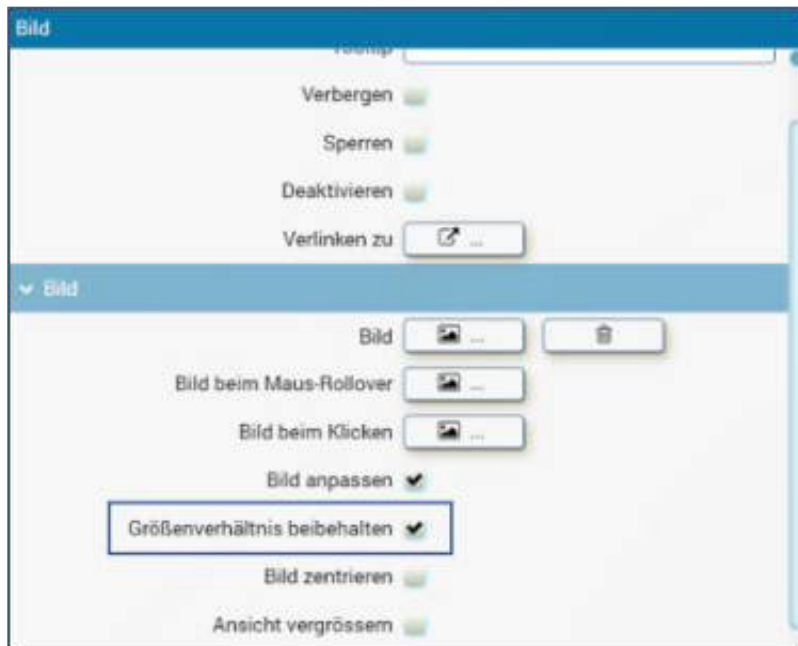 Bild
Verbergen
Sperren
Deaktivieren
Verlinken zu ...
Bild
Bild ...
Bild beim Maus-Rollover ...
Bild beim Klicken ...
Bild anpassen
Größenverhältnis beibehalten
Bild zentrieren
Ansicht vergrössern